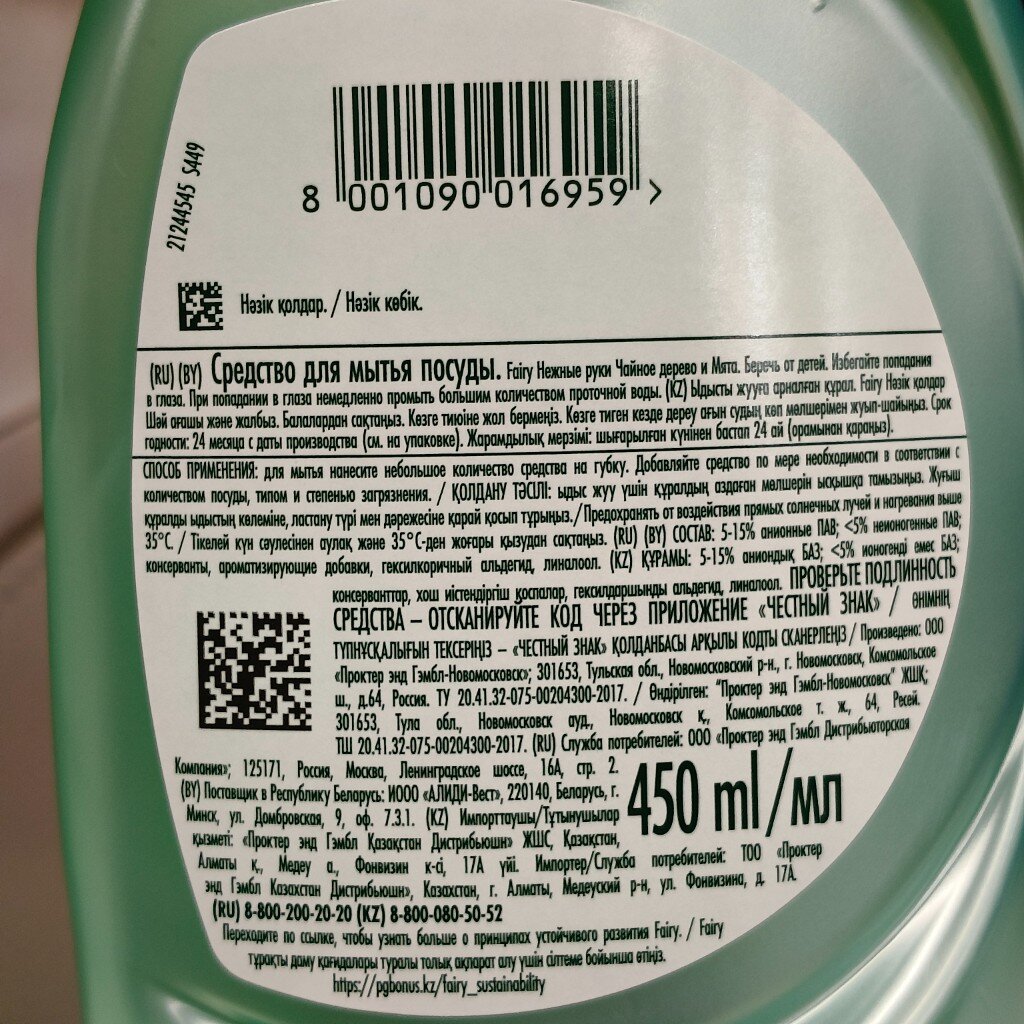 21244545 S449
8 001090 016959 >
Нәзік қолдар. / Нәзік көбік.
(RU) (BY) Средство для мытья посуды. Fairy Нежные руки Чайное дерево и Мята. Беречь от детей. Избегайте попадания
в глаза. При попадании в глаза немедленно промыть большим количеством проточной воды. (KZ) Ыдысты жууға арналған құрал. Fairy Нәзік қолдар
Шәй ағашы және жалбыз. Балалардан сақтаңыз. Көзге тиюіне жол бермеңіз. Көзге тиген кезде дереу ағын судың көп мөлшерімен жуып-шайыңыз. Срок
годности: 24 месяца с даты производства (см. на упаковке). Жарамдылық мерзімі: шығарылған күнінен бастап 24 ай (орамынан қараңыз).
СПОСОБ ПРИМЕНЕНИЯ: для мытья нанесите небольшое количество средства на губку. Добавляйте средство по мере необходимости в соответствии с
количеством посуды, типом и степенью загрязнения. / ҚОЛДАНУ ТӘСІЛІ: ыдыс жуу үшін құралдың аздаған мөлшерін ысқышқа тамызыңыз. Жуғыш
құралды ыдыстың көлеміне, ластану түрі мен дәрежесіне қарай қосып тұрыңыз./Предохранять от воздействия прямых солнечных лучей и нагревания выше
35°C. / Тікелей күн сәулесінен аулақ және 35°C-ден жоғары қызудан сақтаңыз. (RU) (BY) СОСТАВ: 5-15% анионные ПАВ; <5% неионогенные ПАВ;
консерванты, ароматизирующие добавки, гексилкоричный альдегид, линалоол. (KZ) ҚҰРАМЫ: 5-15% аниондық БАЗ; <5% ионогенді емес БАЗ;
консерванттар, хош иістендіргіш қоспалар, гексилдаршынды альдегид, линалоол. ПРОВЕРЬТЕ ПОДЛИННОСТЬ
СРЕДСТВА – ОТСКАНИРУЙТЕ КОД ЧЕРЕЗ ПРИЛОЖЕНИЕ «ЧЕСТНЫЙ ЗНАК» / ӨНІМНІҢ
ТҮПНҰСҚАЛЫҒЫН ТЕКСЕРІҢІЗ – «ЧЕСТНЫЙ ЗНАК» ҚОЛДАНБАСЫ АРҚЫЛЫ КОДТЫ СКАНЕРЛЕҢІЗ / Произведено: ООО
«Проктер энд Гэмбл-Новомосковск»; 301653, Тульская обл., Новомосковский р-н., г. Новомосковск, Комсомольское
ш., д.64, Россия. ТУ 20.41.32-075-00204300-2017. / Өндірілген: "Проктер энд Гэмбл-Новомосковск" ЖШҚ;
301653, Тула обл., Новомосковск ауд., Новомосковск қ., Комсомольское т. ж., 64, Ресей.
ТШ 20.41.32-075-00204300-2017. (RU) Служба потребителей: ООО «Проктер энд Гэмбл Дистрибьюторская
Компания»; 125171, Россия, Москва, Ленинградское шоссе, 16А, стр. 2.
(BY) Поставщик в Республику Беларусь: ИООО «АЛИДИ-Вест», 220140, Беларусь, г.
Минск, ул. Домбровская, 9, оф. 7.3.1. (KZ) Импорттаушы/Тұтынушылар
қызметі: «Проктер энд Гэмбл Қазақстан Дистрибьюшн» ЖШС, Қазақстан,
Алматы қ., Медеу а., Фонвизин к-сі, 17А үйі. Импортер/Служба потребителей: ТОО «Проктер
энд Гэмбл Казахстан Дистрибьюшн», Казахстан, г. Алматы, Медеуский р-н, ул. Фонвизина, д. 17А.
450 ml/мл
(RU) 8-800-200-20-20 (KZ) 8-800-080-50-52
Переходите по ссылке, чтобы узнать больше о принципах устойчивого развития Fairy. / Fairy
тұрақты даму қағидалары туралы толық ақпарат алу үшін сілтеме бойынша өтіңіз.
https://pgbonus.kz/fairy_sustainability